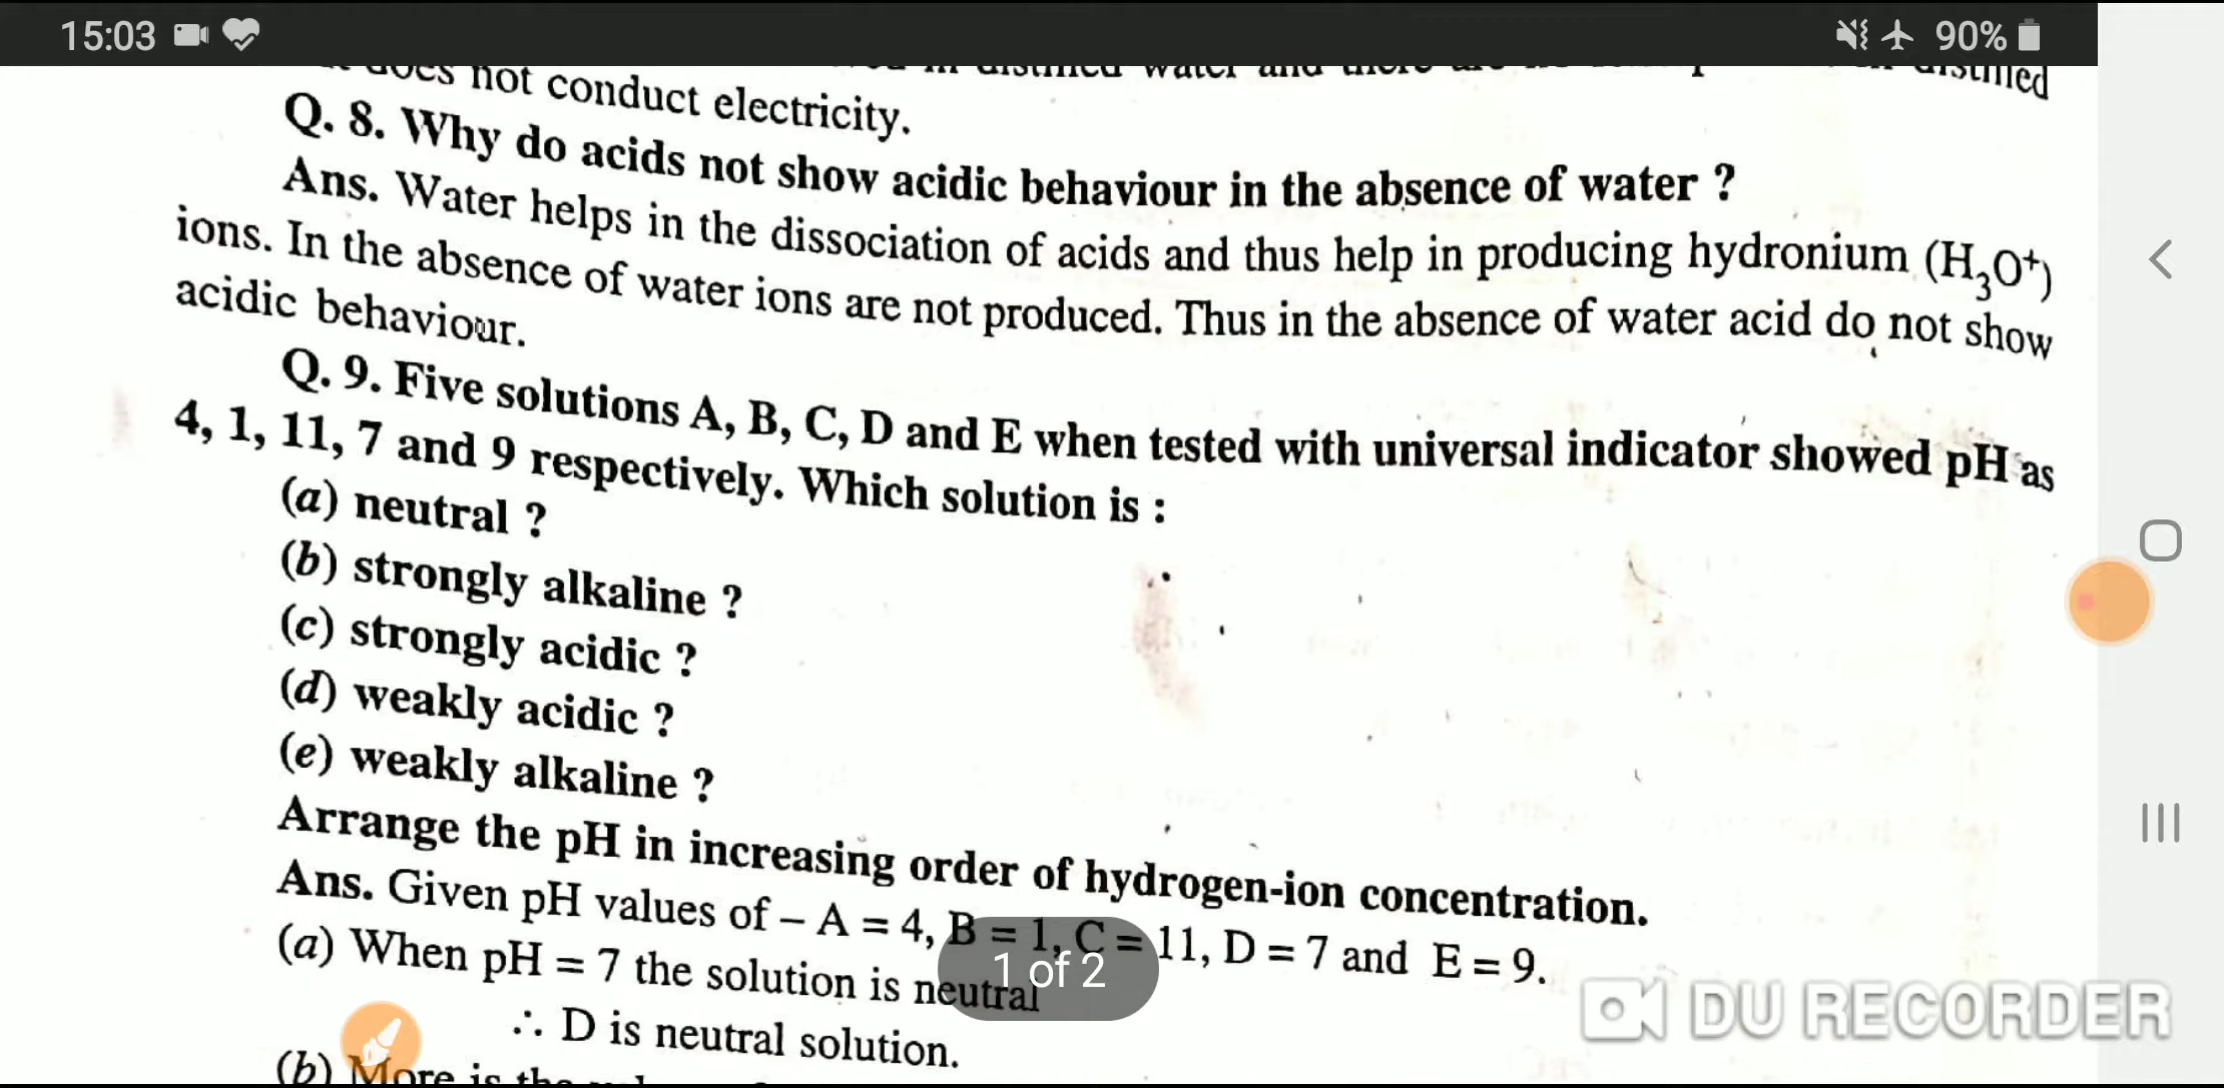 15:03
90%
does not conduct electricity.
Q. 8. Why do acids not show acidic behaviour in the absence of water ?
Ans. Water helps in the dissociation of acids and thus help in producing hydronium (H₃O⁺)
ions. In the absence of water ions are not produced. Thus in the absence of water acid do not show
acidic behaviour.
Q. 9. Five solutions A, B, C, D and E when tested with universal indicator showed pH as
4, 1, 11, 7 and 9 respectively. Which solution is :
(a) neutral ?
(b) strongly alkaline ?
(c) strongly acidic ?
(d) weakly acidic ?
(e) weakly alkaline ?
Arrange the pH in increasing order of hydrogen-ion concentration.
Ans. Given pH values of – A = 4, B = 1, C = 11, D = 7 and E = 9.
(a) When pH = 7 the solution is neutral
1 of 2
∴ D is neutral solution.
(b) More is the
DU RECORDER